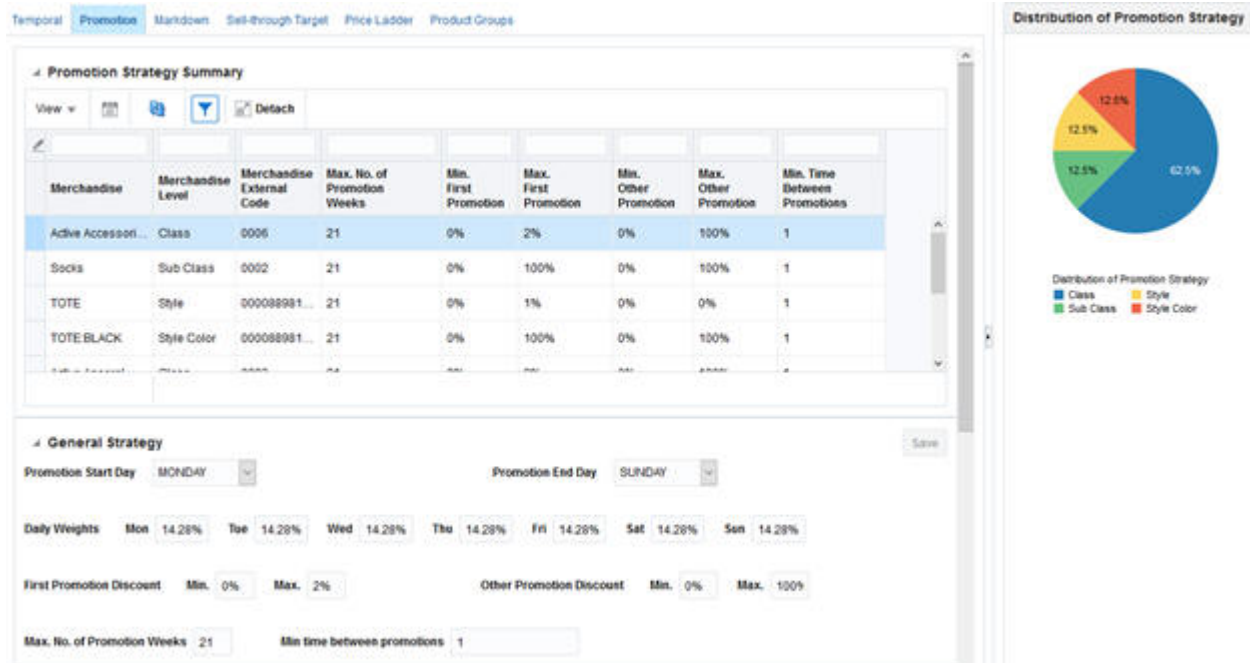 Temporal Promotion Markdown Sell-through Target Price Ladder Product Groups
Distribution of Promotion Strategy
Promotion Strategy Summary
View Detach
Merchandise Merchandise Level Merchandise External Code Max. No. of Promotion Weeks Min. First Promotion Max. First Promotion Min. Other Promotion Max. Other Promotion Min. Time Between Promotions
Active Accessori... Class 0006 21 0% 2% 0% 100% 1
Socks Sub Class 0002 21 0% 100% 0% 100% 1
TOTE Style 000088981... 21 0% 1% 0% 0% 1
TOTE:BLACK Style Color 000088981... 21 0% 100% 0% 100% 1
12.5%
12.5%
12.5%
62.5%
Distribution of Promotion Strategy
Class Style
Sub Class Style Color
General Strategy Save
Promotion Start Day MONDAY Promotion End Day SUNDAY
Daily Weights Mon 14.28% Tue 14.28% Wed 14.28% Thu 14.28% Fri 14.28% Sat 14.28% Sun 14.28%
First Promotion Discount Min. 0% Max. 2% Other Promotion Discount Min. 0% Max. 100%
Max. No. of Promotion Weeks 21 Min time between promotions 1